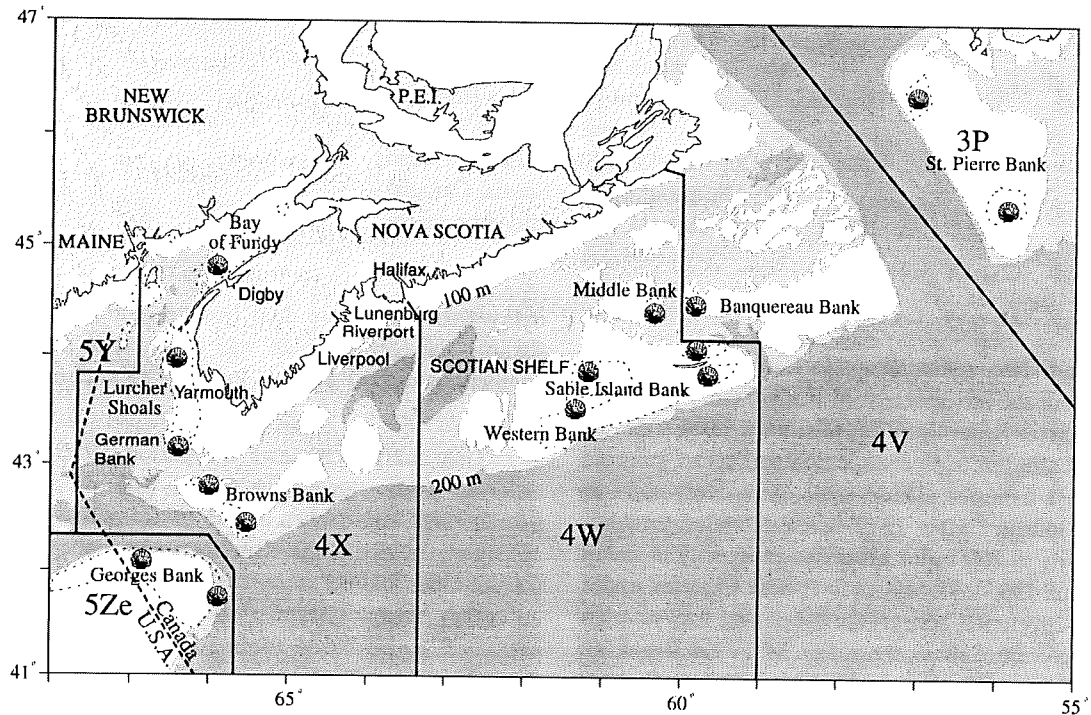 47°
NEW
BRUNSWICK
P.E.I.
3P
St. Pierre Bank
45°
MAINE
Bay
of Fundy
NOVA SCOTIA
Digby
Halifax
100 m
Lunenburg
Riverport
Liverpool
Middle Bank
Banquereau Bank
5Y
SCOTIAN SHELF
Lurcher
Shoals
Yarmouth
Sable Island Bank
Western Bank
German
Bank
43°
200 m
4V
Browns Bank
4X
4W
Georges Bank
5Ze
Canada
U.S.A.
41°
65°
60°
55°